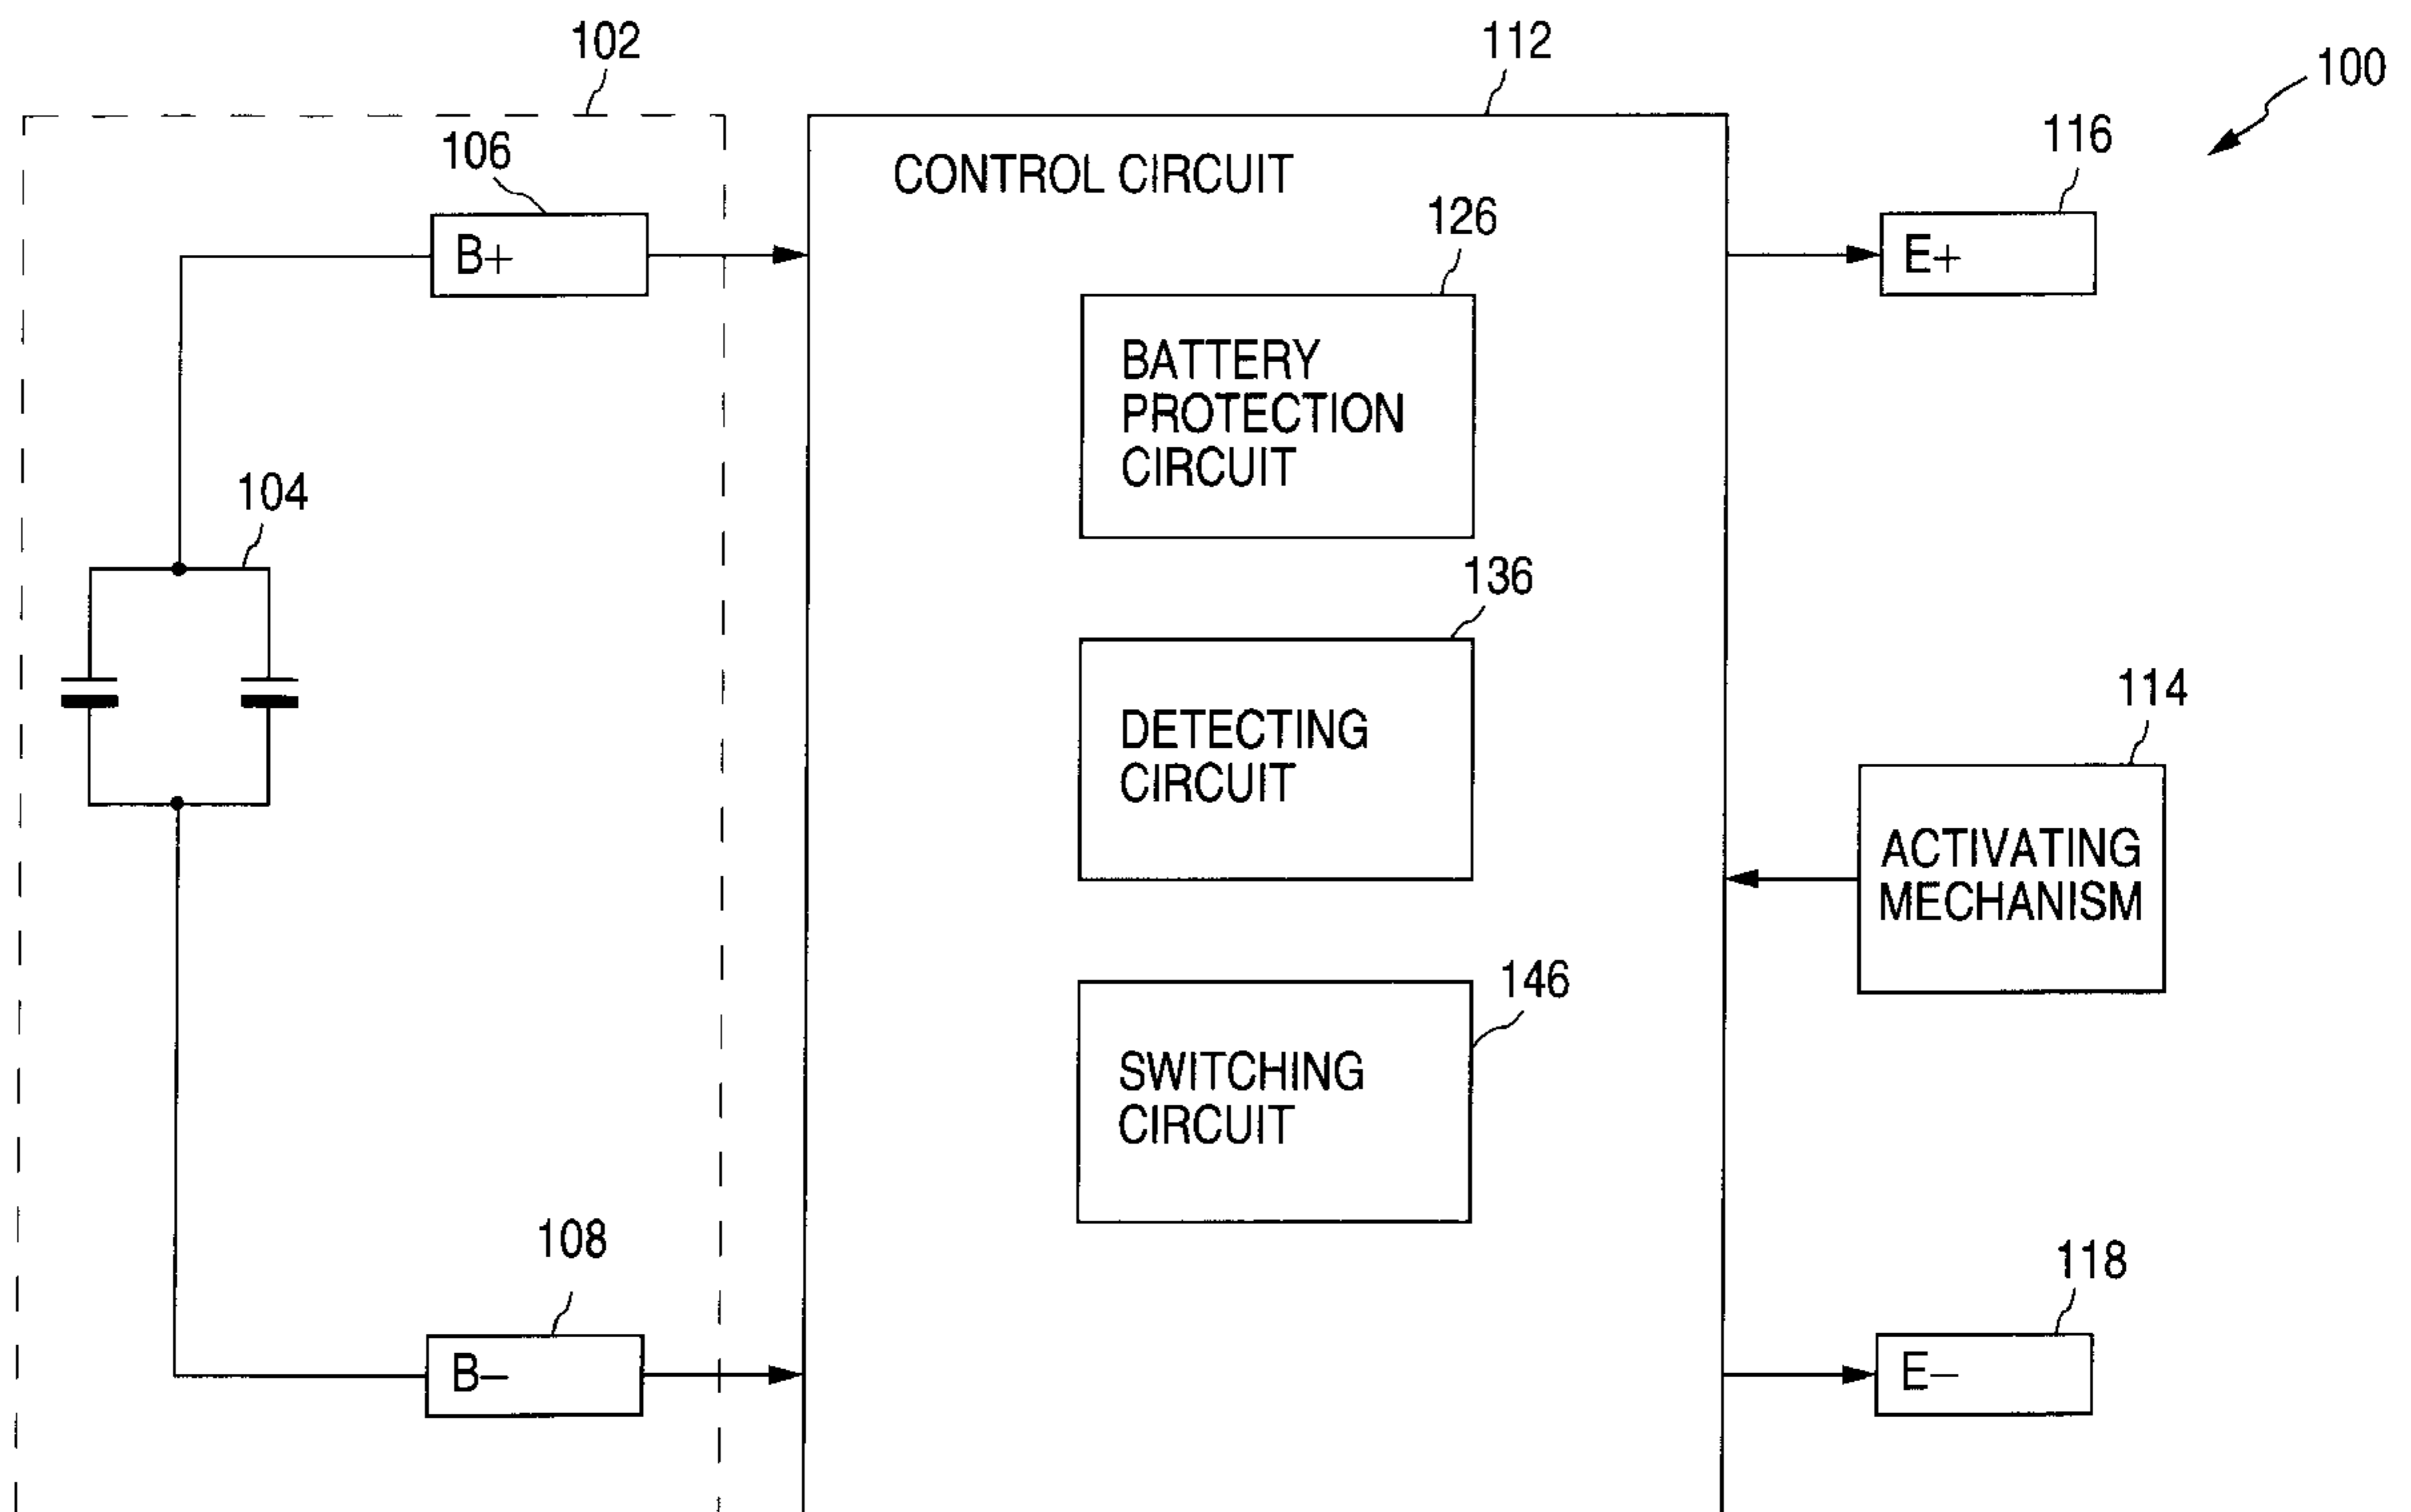 102
112
100
106
116
CONTROL CIRCUIT
126
B+
E+
BATTERY
PROTECTION
CIRCUIT
104
136
114
DETECTING
CIRCUIT
ACTIVATING
MECHANISM
146
SWITCHING
CIRCUIT
108
118
B−
E−